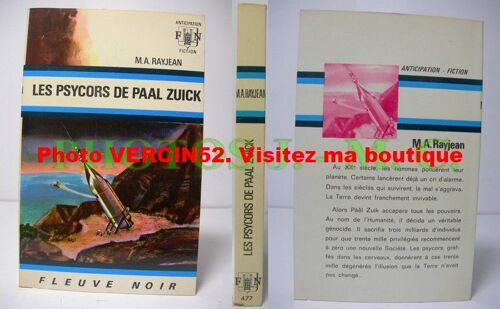 ANTICIPATION
FN
FICTION
M.A. RAYJEAN
LES PSYCORS DE PAAL ZUICK
FLEUVE NOIR
M.A. RAYJEAN
LES PSYCORS DE PAAL ZUICK
FN
477
ANTICIPATION - FICTION
M. A. Rayjean
Au XXe siècle, les hommes polluèrent leur
planète. Certains lancèrent déjà un cri d'alarme.
Dans les siècles qui suivirent, le mal s'aggrava.
La Terre devint franchement invivable.
Alors Pââl Zuik accapara tous les pouvoirs.
Au nom de l'Humanité, il décida un véritable
génocide. Il sacrifia trois milliards d'individus
pour que trente mille privilégiés recommencent
à zéro une nouvelle Société. Les psycors, gref-
fés dans les cerveaux, donnèrent à ces trente
mille dégénérés l'illusion que la Terre n'avait
pas changé...
Photo VERCIN62. Visitez ma boutique